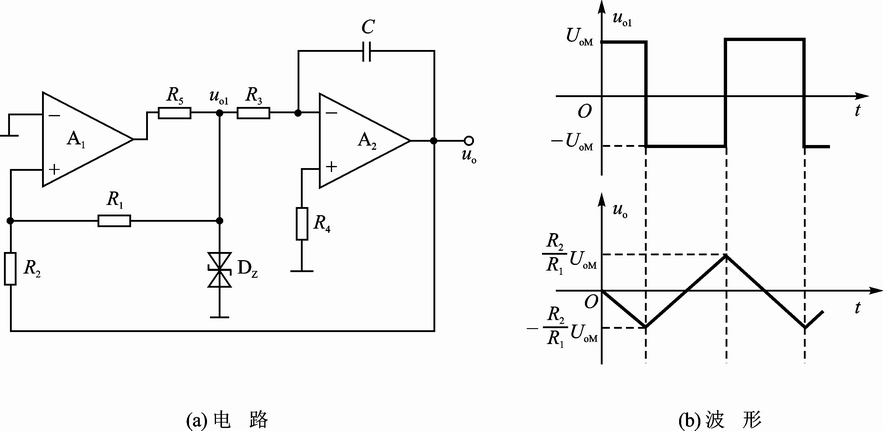 C
R₅
uₒ₁
R₃
−
A₁
+
−
A₂
+
uₒ
R₁
R₄
R₂
D_Z
(a) 电 路
uₒ₁
UₒM
O
t
−UₒM
uₒ
R₂/R₁ UₒM
O
t
−R₂/R₁ UₒM
(b) 波 形